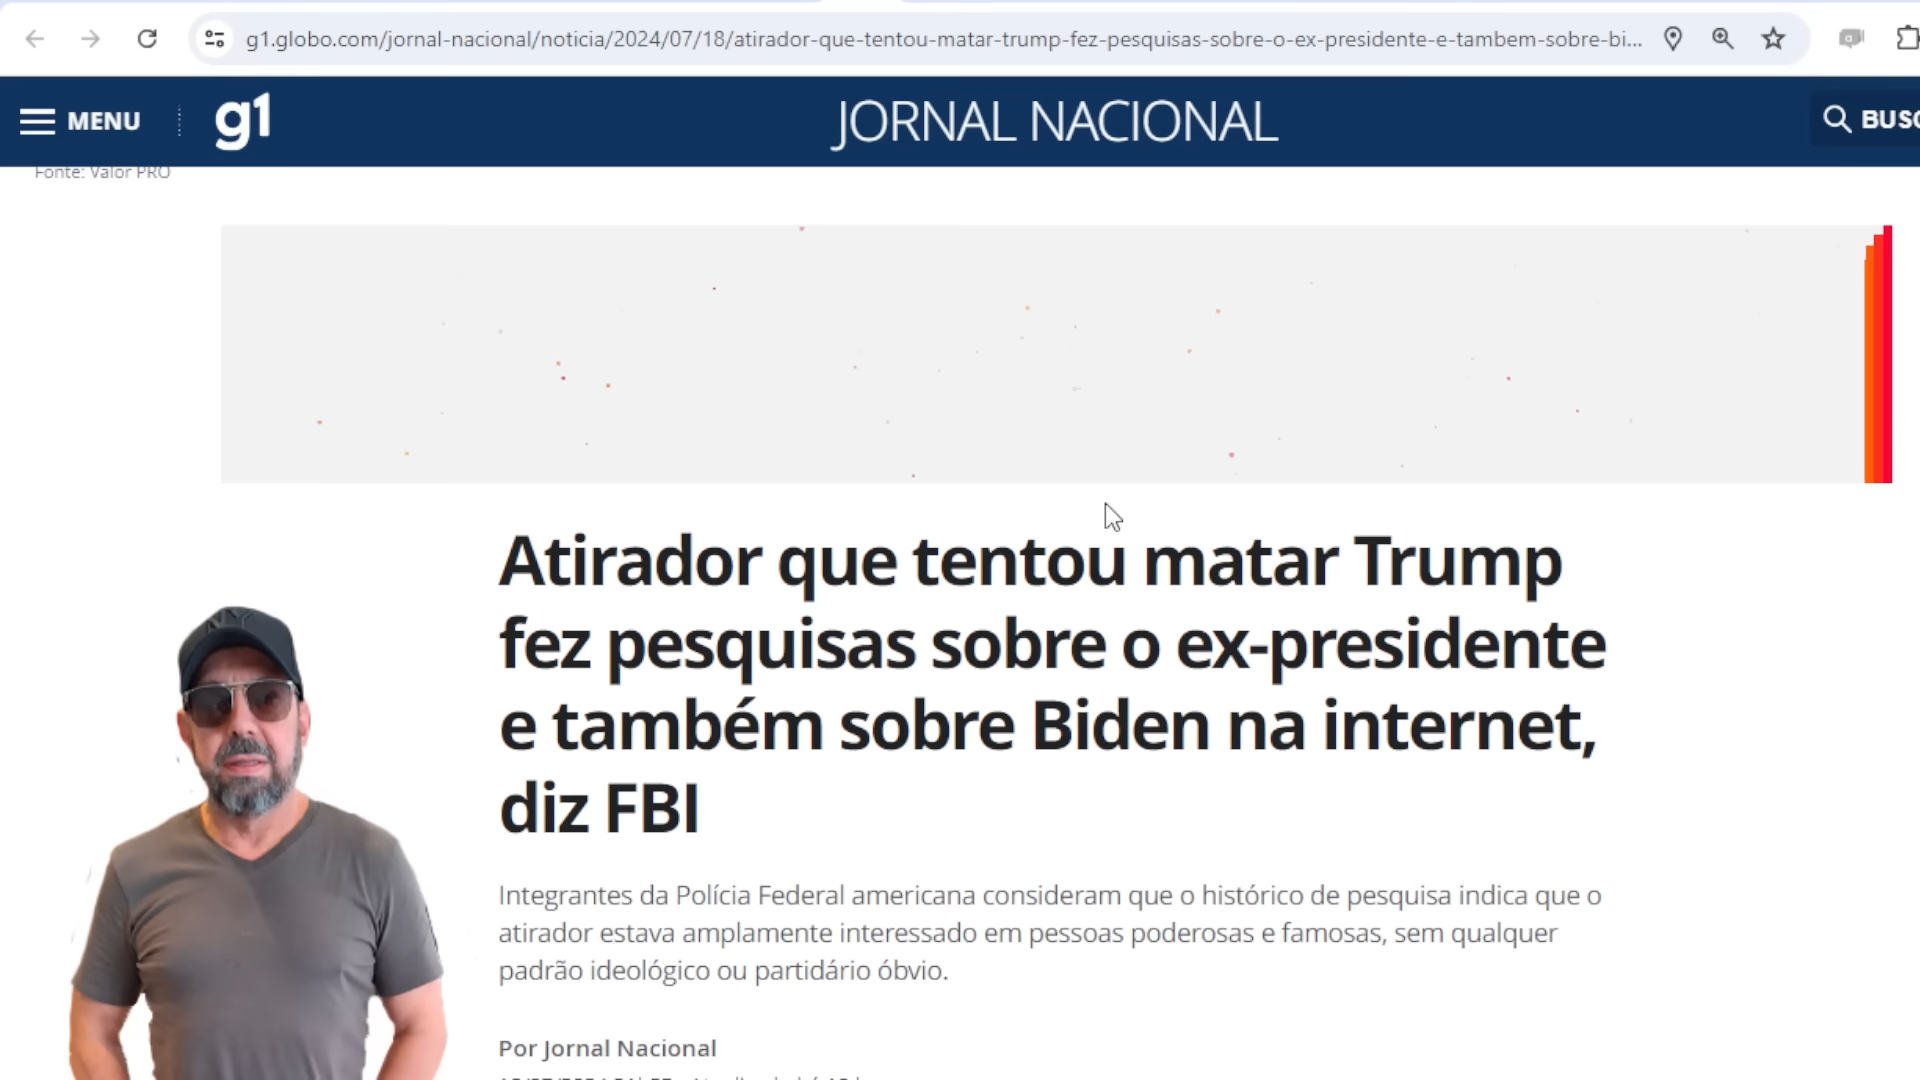 g1.globo.com/jornal-nacional/noticia/2024/07/18/atirador-que-tentou-matar-trump-fez-pesquisas-sobre-o-ex-presidente-e-tambem-sobre-bi...
MENU
g1
JORNAL NACIONAL
BUSC
Fonte: Valor PRO
Atirador que tentou matar Trump
fez pesquisas sobre o ex-presidente
e também sobre Biden na internet,
diz FBI
Integrantes da Polícia Federal americana consideram que o histórico de pesquisa indica que o
atirador estava amplamente interessado em pessoas poderosas e famosas, sem qualquer
padrão ideológico ou partidário óbvio.
Por Jornal Nacional